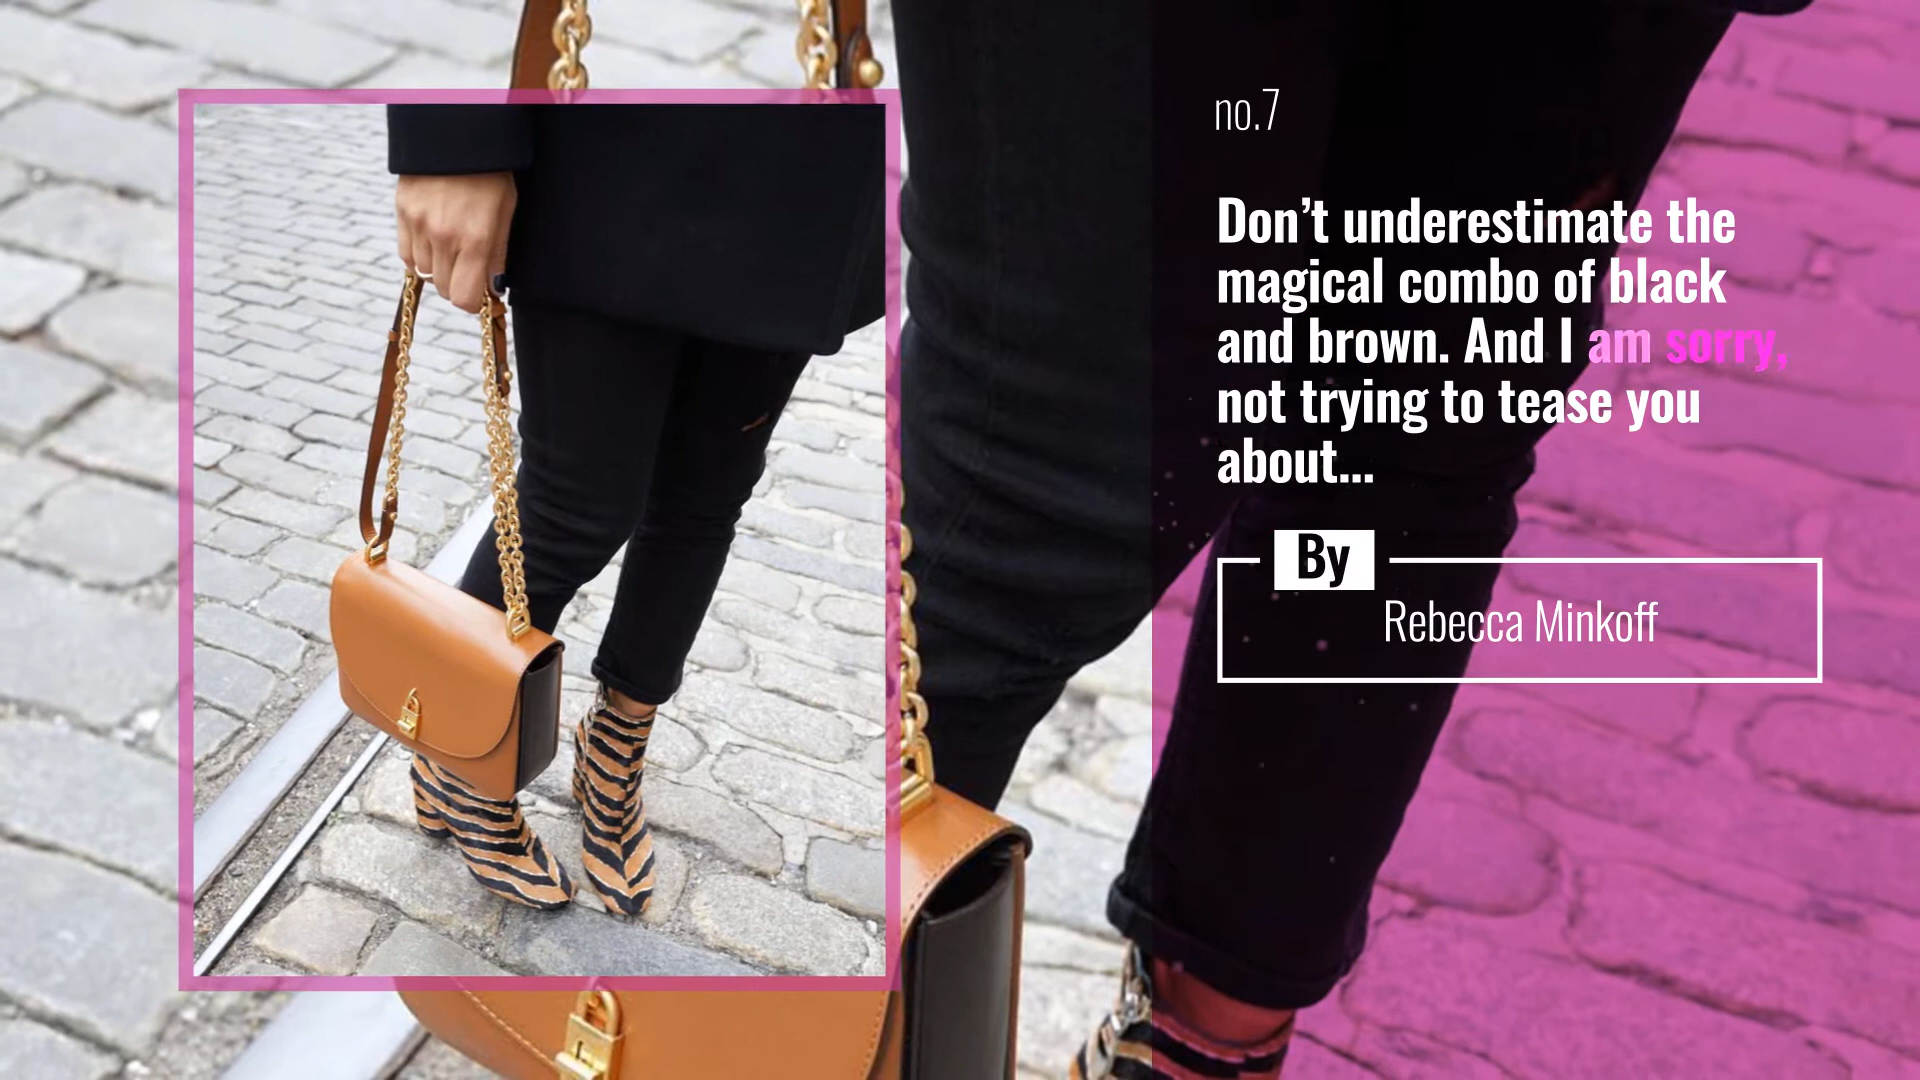 no.7
Don’t underestimate the
magical combo of black
and brown. And I am sorry,
not trying to tease you
about...
By
Rebecca Minkoff